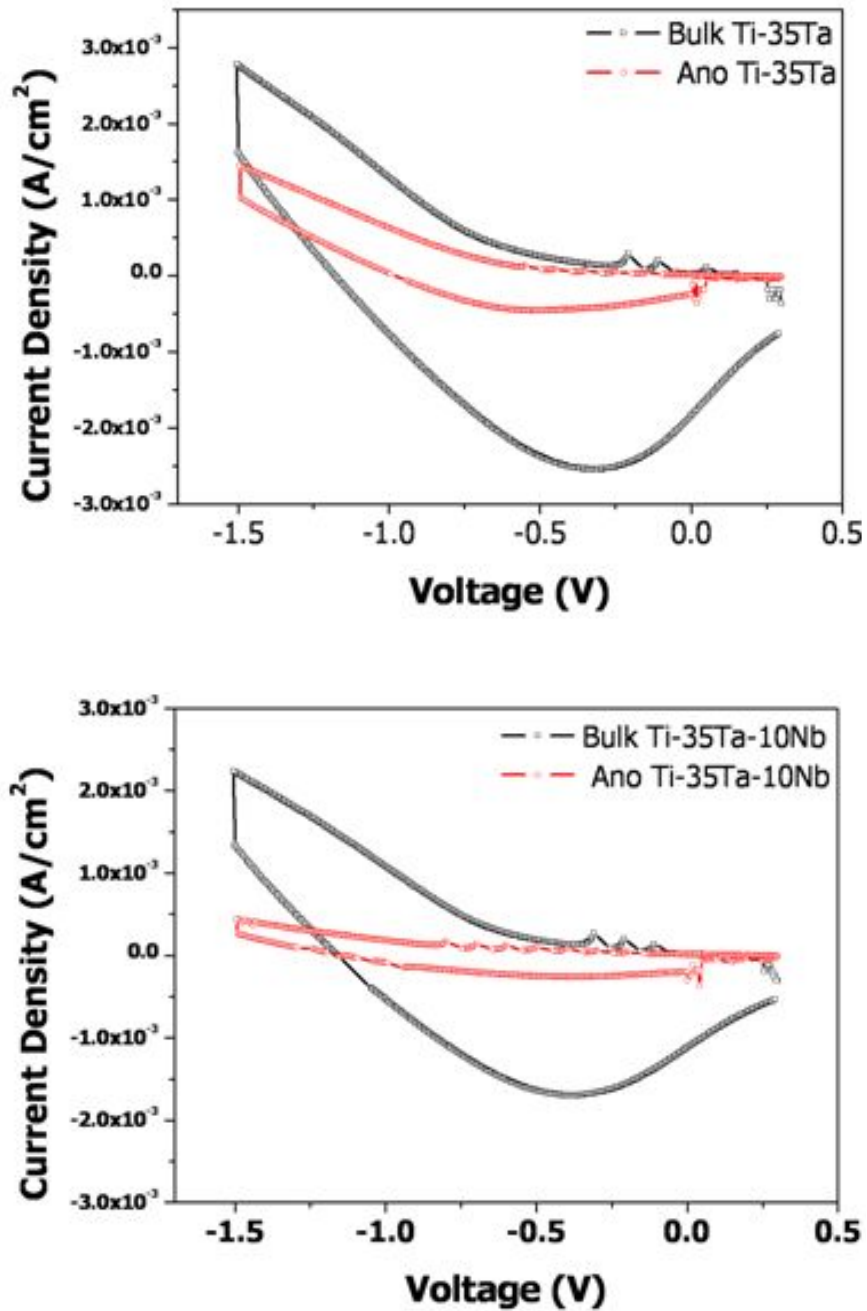 Bulk Ti-35Ta
Ano Ti-35Ta
Current Density (A/cm²)
3.0x10⁻³
2.0x10⁻³
1.0x10⁻³
0.0
-1.0x10⁻³
-2.0x10⁻³
-3.0x10⁻³
-1.5 -1.0 -0.5 0.0 0.5
Voltage (V)
Bulk Ti-35Ta-10Nb
Ano Ti-35Ta-10Nb
Current Density (A/cm²)
3.0x10⁻³
2.0x10⁻³
1.0x10⁻³
0.0
-1.0x10⁻³
-2.0x10⁻³
-3.0x10⁻³
-1.5 -1.0 -0.5 0.0 0.5
Voltage (V)